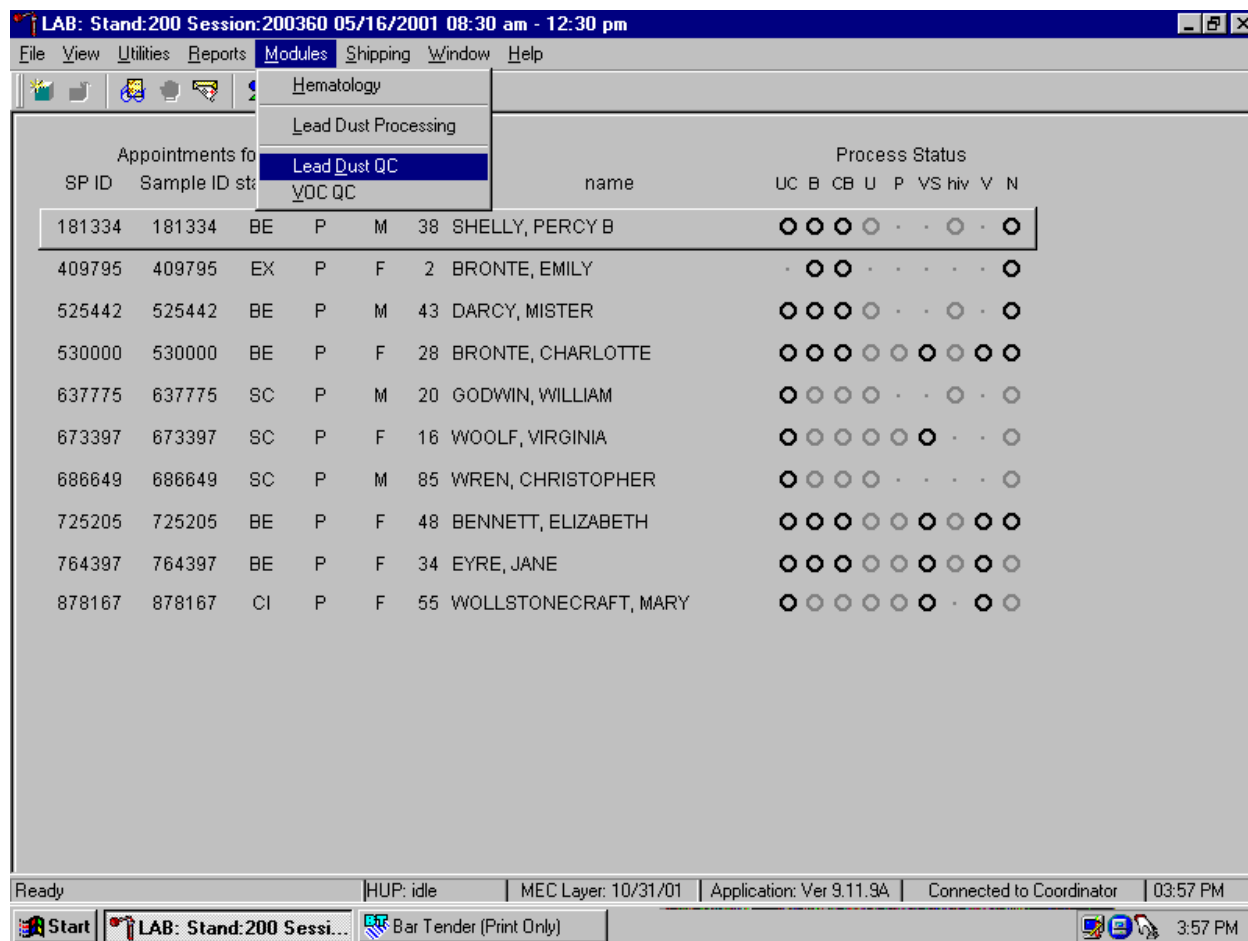 LAB: Stand:200 Session:200360 05/16/2001 08:30 am - 12:30 pm
File View Utilities Reports Modules Shipping Window Help
Hematology
Lead Dust Processing
Lead Dust QC
VOC QC
Appointments fo
Process Status
SP ID Sample ID sta name UC B CB U P VS hiv V N
181334 181334 BE P M 38 SHELLY, PERCY B
409795 409795 EX P F 2 BRONTE, EMILY
525442 525442 BE P M 43 DARCY, MISTER
530000 530000 BE P F 28 BRONTE, CHARLOTTE
637775 637775 SC P M 20 GODWIN, WILLIAM
673397 673397 SC P F 16 WOOLF, VIRGINIA
686649 686649 SC P M 85 WREN, CHRISTOPHER
725205 725205 BE P F 48 BENNETT, ELIZABETH
764397 764397 BE P F 34 EYRE, JANE
878167 878167 CI P F 55 WOLLSTONECRAFT, MARY
Ready HUP: idle MEC Layer: 10/31/01 Application: Ver 9.11.9A Connected to Coordinator 03:57 PM
Start LAB: Stand:200 Sessi... Bar Tender (Print Only) 3:57 PM